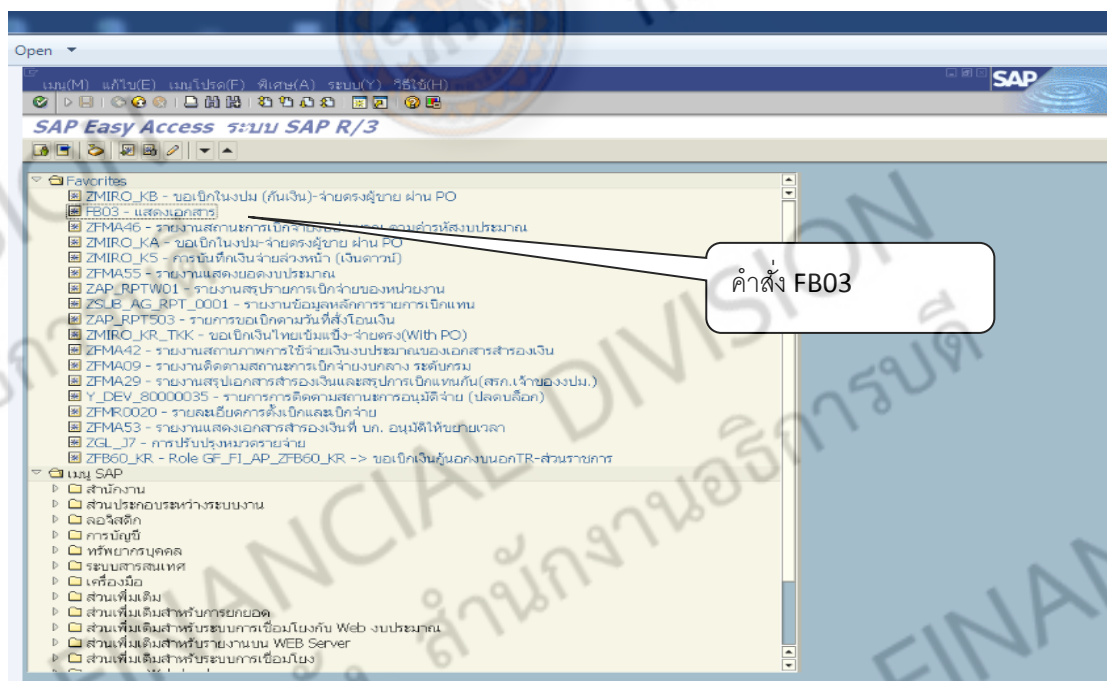 Open
เมนู(M) แก้ไข(E) เมนูโปรด(F) พิเศษ(A) ระบบ(Y) วิธีใช้(H)
SAP
SAP Easy Access ระบบ SAP R/3
Favorites
ZMIRO_KB - ขอเบิกในงปม (กันเงิน)-จ่ายตรงผู้ขาย ผ่าน PO
FB03 - แสดงเอกสาร
ZFMA46 - รายงานสถานะการเบิกจ่ายงบประมาณ ตามค่ารหัสงบประมาณ
ZMIRO_KA - ขอเบิกในงปม-จ่ายตรงผู้ขาย ผ่าน PO
ZMIRO_K5 - การบันทึกเงินจ่ายล่วงหน้า (เงินดาวน์)
ZFMA55 - รายงานแสดงยอดงบประมาณ
ZAP_RPTW01 - รายงานสรุปรายการเบิกจ่ายของหน่วยงาน
ZSUB_AG_RPT_0001 - รายงานข้อมูลหลักการรายการเบิกแทน
ZAP_RPT503 - รายการขอเบิกตามวันที่สั่งโอนเงิน
ZMIRO_KR_TKK - ขอเบิกเงินไทยเข้มแข็ง-จ่ายตรง(With PO)
ZFMA42 - รายงานสถานภาพการใช้จ่ายเงินงบประมาณของเอกสารสำรองเงิน
ZFMA09 - รายงานติดตามสถานะการเบิกจ่ายงบกลาง ระดับกรม
ZFMA29 - รายงานสรุปเอกสารสำรองเงินและสรุปการเบิกแทนกัน(สรก.เจ้าของงปม.)
Y_DEV_80000035 - รายการการติดตามสถานะการอนุมัติจ่าย (ปลดบล็อก)
ZFMR0020 - รายละเอียดการตั้งเบิกและเบิกจ่าย
ZFMA53 - รายงานแสดงเอกสารสำรองเงินที่ บก. อนุมัติให้ขยายเวลา
ZGL_J7 - การปรับปรุงหมวดรายจ่าย
ZFB60_KR - Role GF_FI_AP_ZFB60_KR -> ขอเบิกเงินกู้นอกงบนอกTR-ส่วนราชการ
เมนู SAP
สำนักงาน
ส่วนประกอบระหว่างระบบงาน
ลอจิสติก
การบัญชี
ทรัพยากรบุคคล
ระบบสารสนเทศ
เครื่องมือ
ส่วนเพิ่มเติม
ส่วนเพิ่มเติมสำหรับการยกยอด
ส่วนเพิ่มเติมสำหรับระบบการเชื่อมโยงกับ Web งบประมาณ
ส่วนเพิ่มเติมสำหรับรายงานบน WEB Server
ส่วนเพิ่มเติมสำหรับระบบการเชื่อมโยง
คำสั่ง FB03
FINANCIAL DIVISION
สำนักงานอธิการบดี